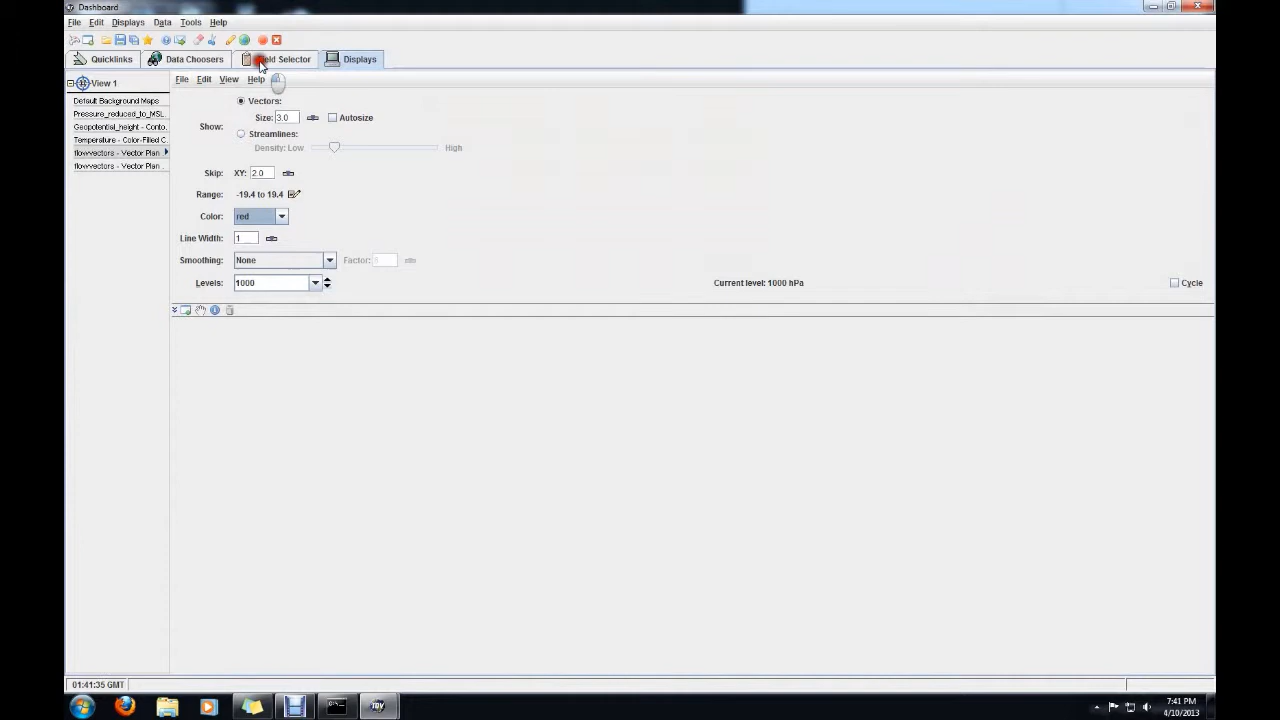 Dashboard
File Edit Displays Data Tools Help
Quicklinks Data Choosers Field Selector Displays
View 1
Default Background Maps
Pressure_reduced_to_MSL...
Geopotential_height - Conto...
Temperature - Color-Filled C...
flowvectors - Vector Plan
flowvectors - Vector Plan...
File Edit View Help
Show:
Vectors:
Size: 3.0 Autosize
Streamlines:
Density: Low High
Skip: XY: 2.0
Range: -19.4 to 19.4
Color: red
Line Width: 1
Smoothing: None Factor:
Levels: 1000 Current level: 1000 hPa Cycle
01:41:35 GMT
IDV
7:41 PM
4/10/2013